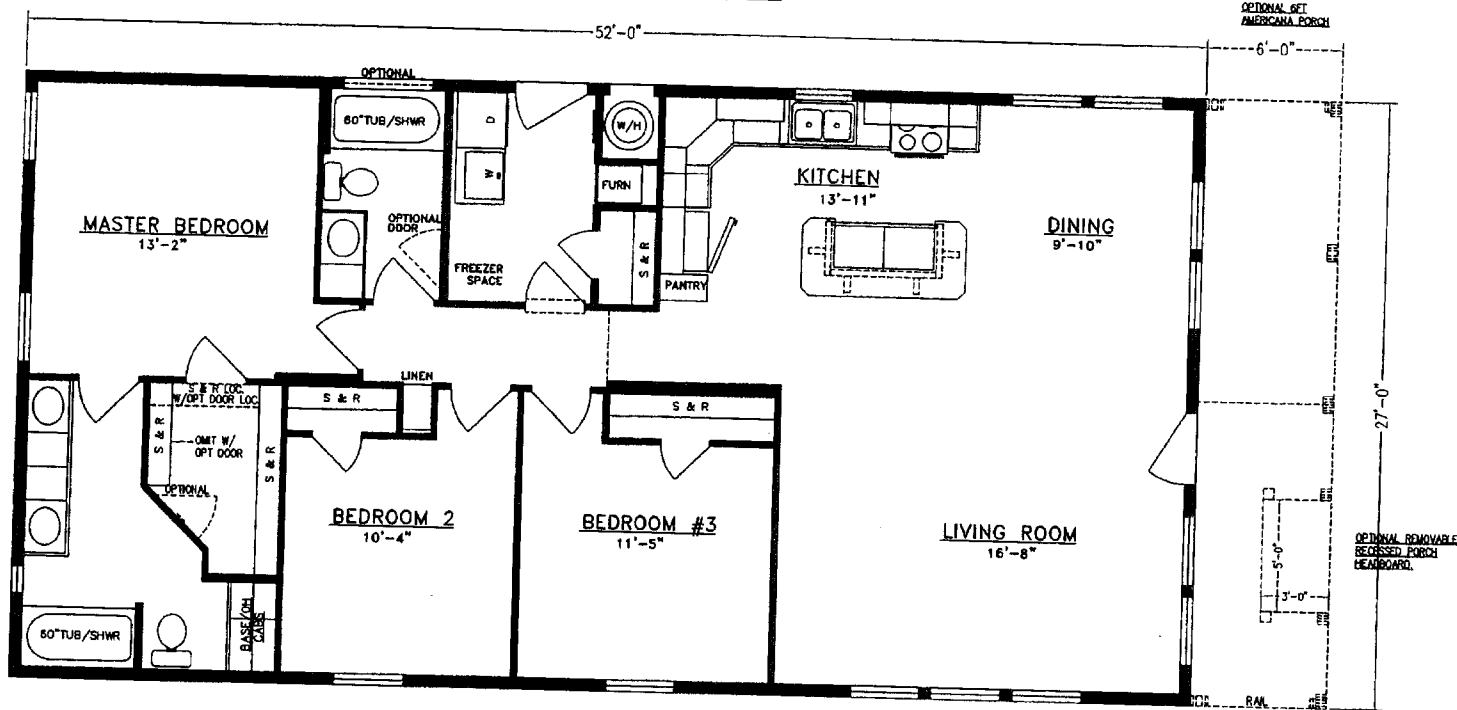 OPTIONAL 6FT
AMERICANA PORCH
52'-0"
6'-0"
OPTIONAL
60"TUB/SHWR
D
W/H
W
FURN
KITCHEN
13'-11"
MASTER BEDROOM
13'-2"
OPTIONAL
DOOR
DINING
9'-10"
FREEZER
SPACE
S & R
PANTRY
LINEN
S & R LOC.
W/OPT DOOR LOC.
S & R
S & R
S & R
OMIT W/
OPT DOOR
S & R
27'-0"
OPTIONAL
BEDROOM 2
10'-4"
BEDROOM #3
11'-5"
LIVING ROOM
16'-8"
OPTIONAL REMOVABLE
RECESSED PORCH
HEADBOARD.
5'-0"
3'-0"
60"TUB/SHWR
BASE/OH
CABS
RAIL